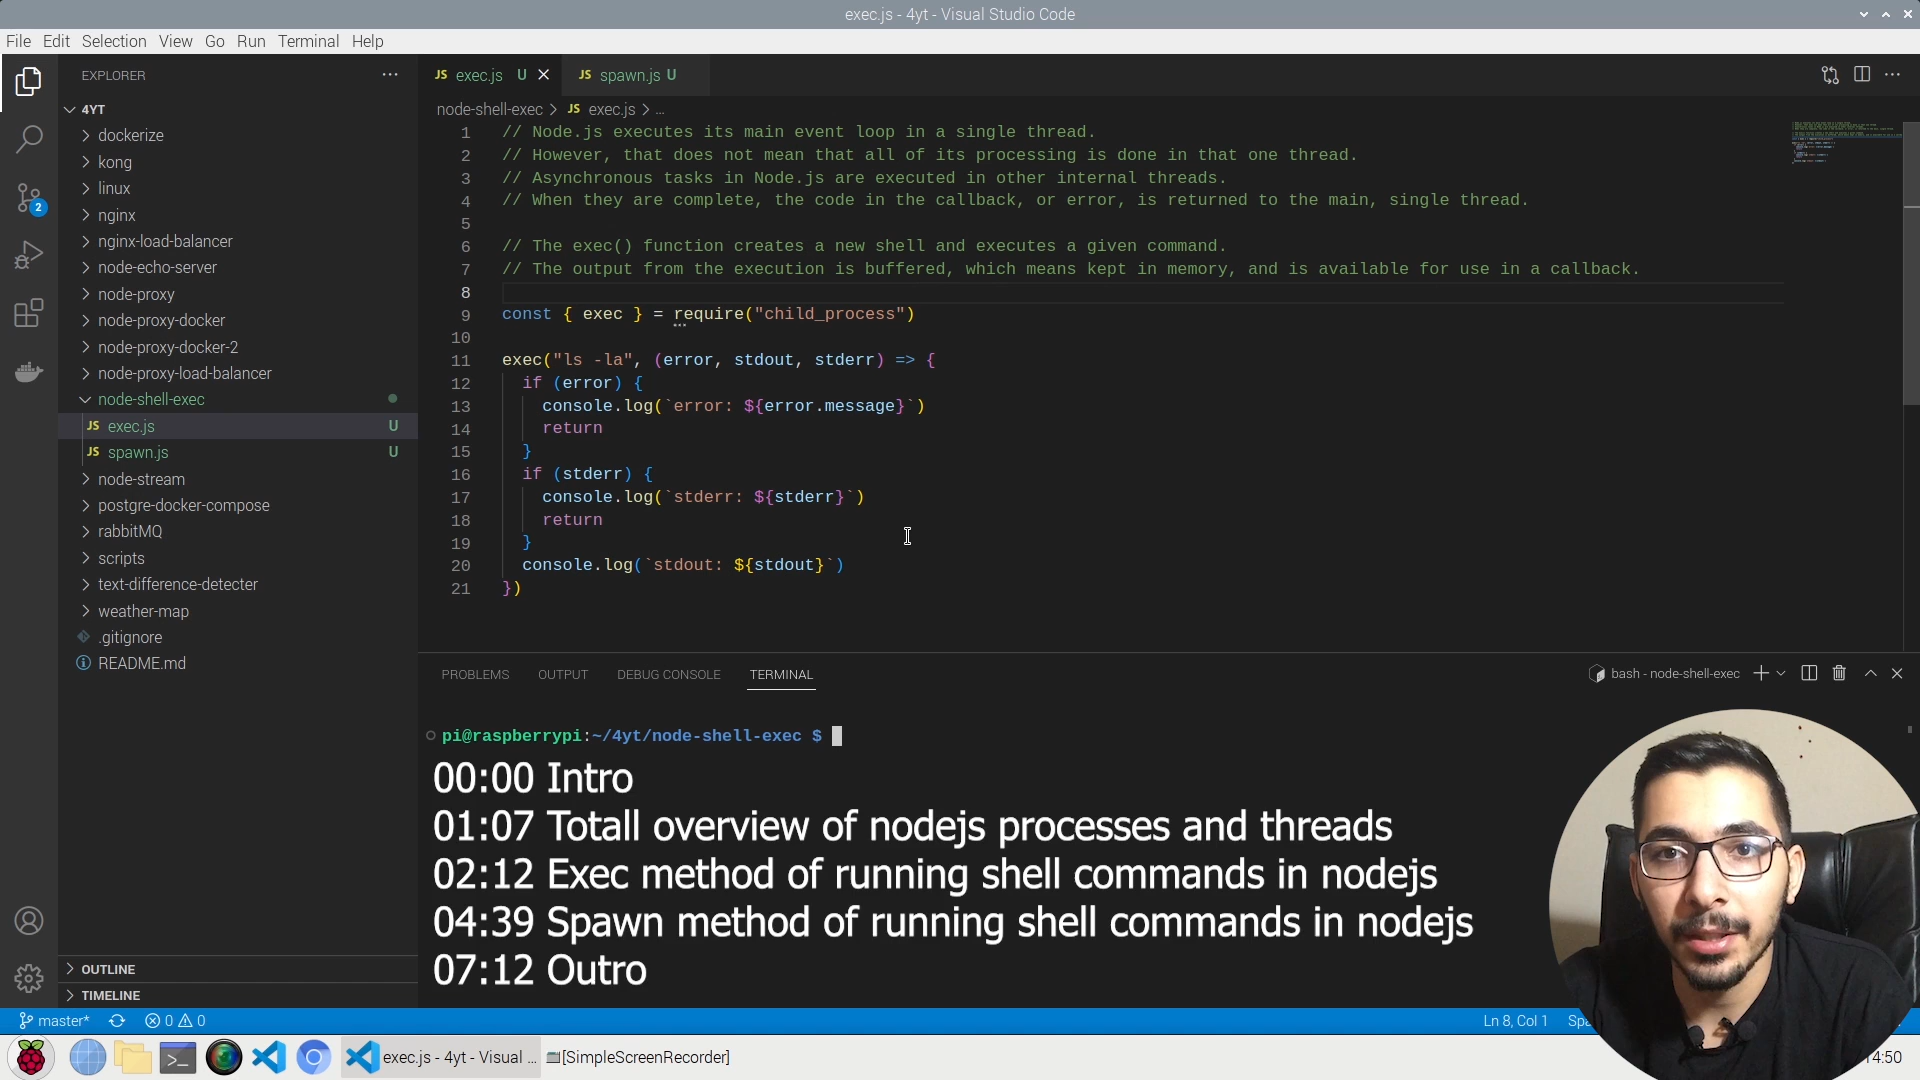 exec.js - 4yt - Visual Studio Code
File Edit Selection View Go Run Terminal Help
EXPLORER
4YT
dockerize
kong
linux
nginx
nginx-load-balancer
node-echo-server
node-proxy
node-proxy-docker
node-proxy-docker-2
node-proxy-load-balancer
node-shell-exec
JS exec.js U
JS spawn.js U
node-stream
postgre-docker-compose
rabbitMQ
scripts
text-difference-detecter
weather-map
.gitignore
README.md
OUTLINE
TIMELINE
2
JS exec.js U
JS spawn.js U
node-shell-exec > JS exec.js > ...
1 // Node.js executes its main event loop in a single thread.
2 // However, that does not mean that all of its processing is done in that one thread.
3 // Asynchronous tasks in Node.js are executed in other internal threads.
4 // When they are complete, the code in the callback, or error, is returned to the main, single thread.
5
6 // The exec() function creates a new shell and executes a given command.
7 // The output from the execution is buffered, which means kept in memory, and is available for use in a callback.
8
9 const { exec } = require("child_process")
10
11 exec("ls -la", (error, stdout, stderr) => {
12 if (error) {
13 console.log(`error: ${error.message}`)
14 return
15 }
16 if (stderr) {
17 console.log(`stderr: ${stderr}`)
18 return
19 }
20 console.log(`stdout: ${stdout}`)
21 })
PROBLEMS OUTPUT DEBUG CONSOLE TERMINAL
bash - node-shell-exec
pi@raspberrypi:~/4yt/node-shell-exec $
00:00 Intro
01:07 Totall overview of nodejs processes and threads
02:12 Exec method of running shell commands in nodejs
04:39 Spawn method of running shell commands in nodejs
07:12 Outro
master* 0 0
Ln 8, Col 1
exec.js - 4yt - Visual ...
[SimpleScreenRecorder]
14:50